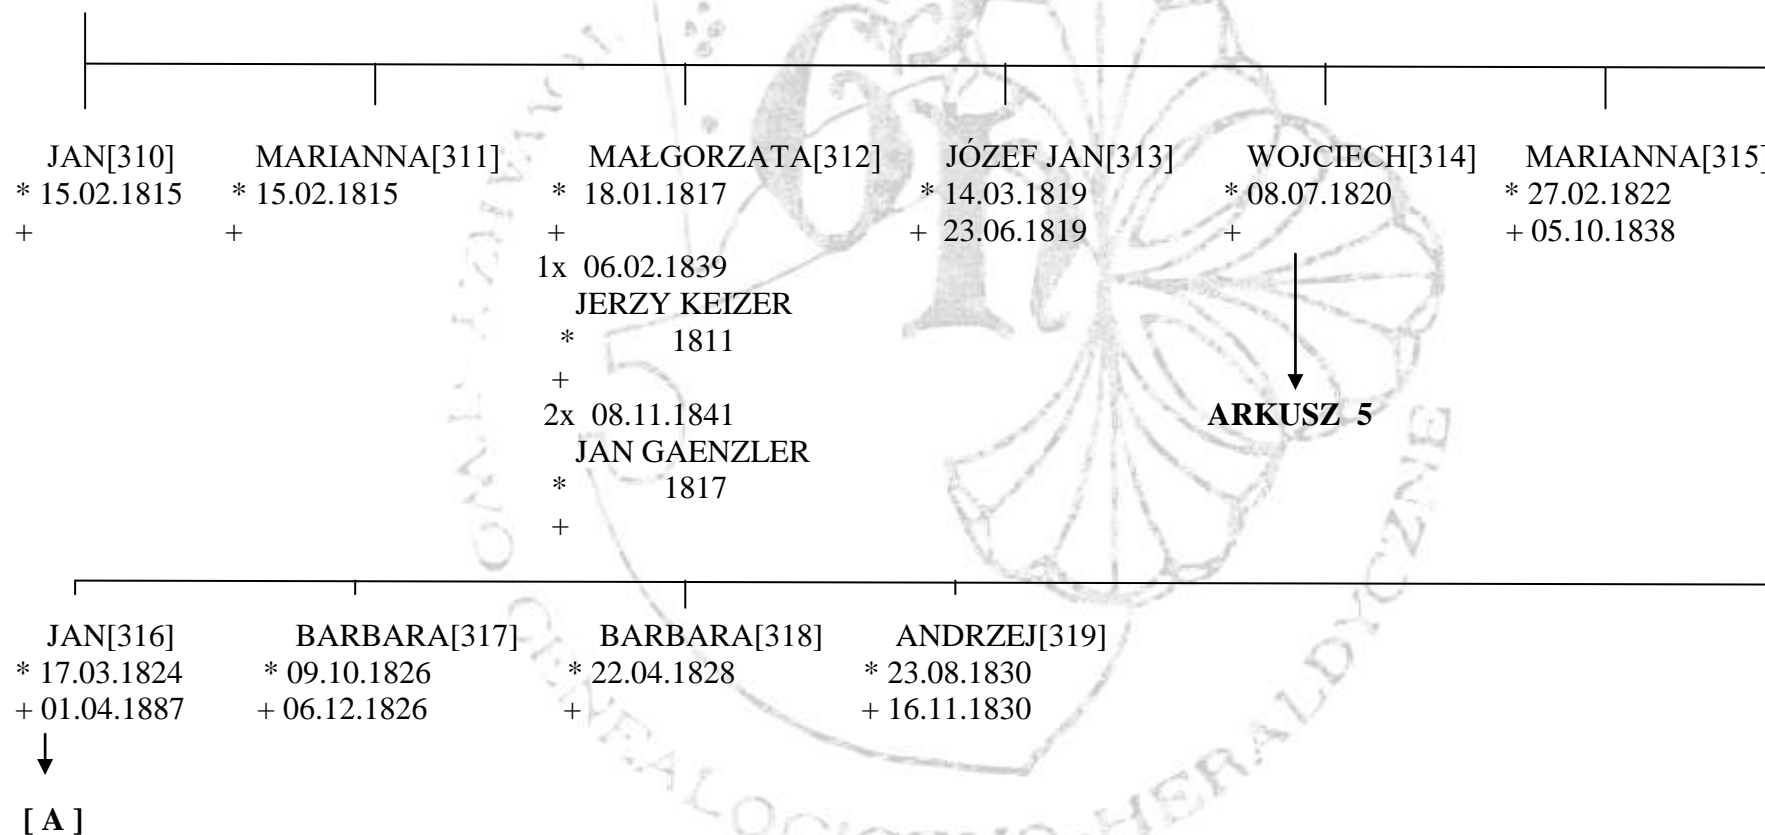 JAN[310] MARIANNA[311] MAŁGORZATA[312] JÓZEF JAN[313] WOJCIECH[314] MARIANNA[315]
* 15.02.1815 * 15.02.1815 * 18.01.1817 * 14.03.1819 * 08.07.1820 * 27.02.1822
+ + + + 23.06.1819 + + 05.10.1838
1x 06.02.1839
JERZY KEIZER
* 1811
+
2x 08.11.1841 ARKUSZ 5
JAN GAENZLER
* 1817
+
JAN[316] BARBARA[317] BARBARA[318] ANDRZEJ[319]
* 17.03.1824 * 09.10.1826 * 22.04.1828 * 23.08.1830
+ 01.04.1887 + 06.12.1826 + + 16.11.1830
[ A ]